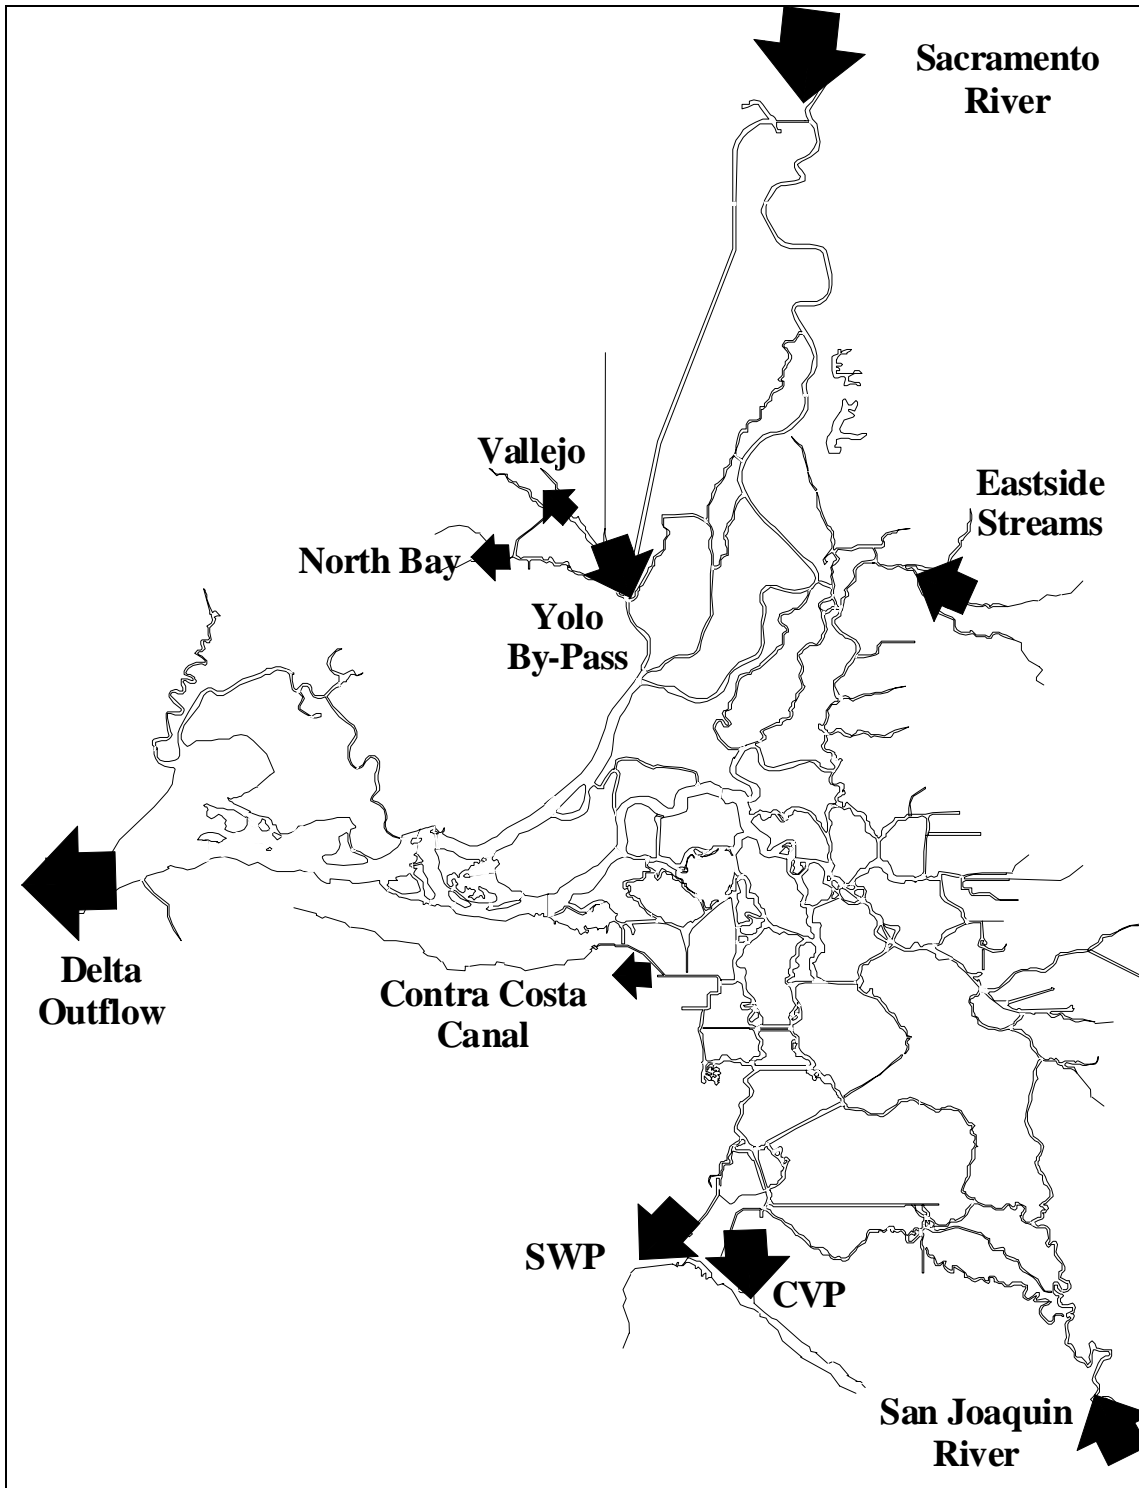 Sacramento
River
Vallejo
Eastside
Streams
North Bay
Yolo
By-Pass
Delta
Outflow
Contra Costa
Canal
SWP
CVP
San Joaquin
River